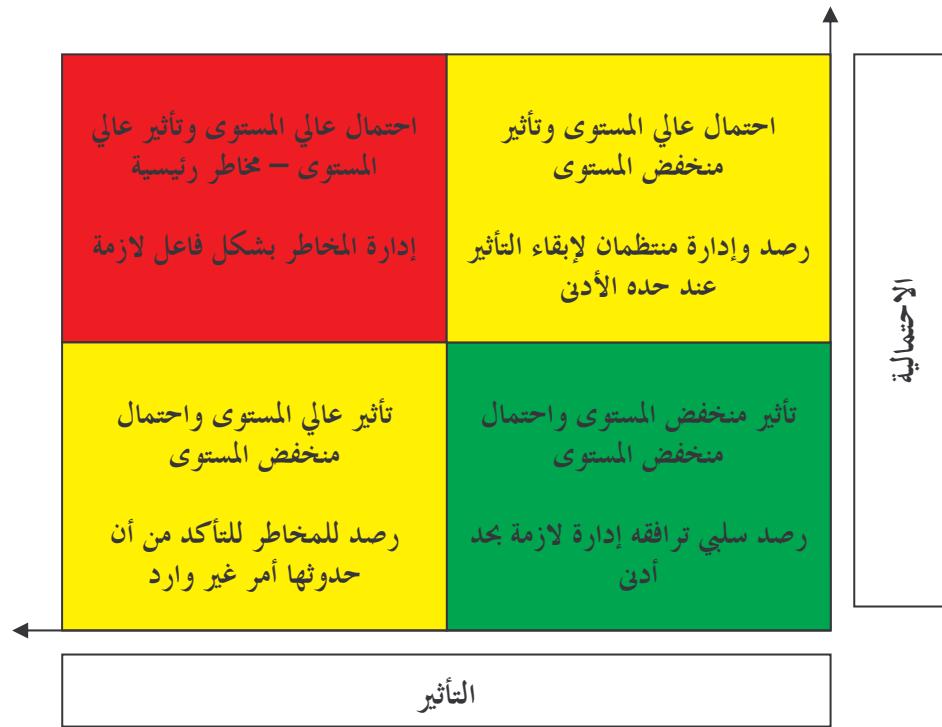 احتمال عالي المستوى وتأثير
منخفض المستوى
رصد وإدارة منتظمان لإبقاء التأثير
عند حده الأدنى
احتمال عالي المستوى وتأثير عالي
المستوى – مخاطر رئيسية
إدارة المخاطر بشكل فاعل لازمة
تأثير منخفض المستوى واحتمال
منخفض المستوى
رصد سلبي ترافقه إدارة لازمة بحد
أدنى
تأثير عالي المستوى واحتمال
منخفض المستوى
رصد للمخاطر للتأكد من أن
حدوثها أمر غير وارد
الاحتمالية
التأثير